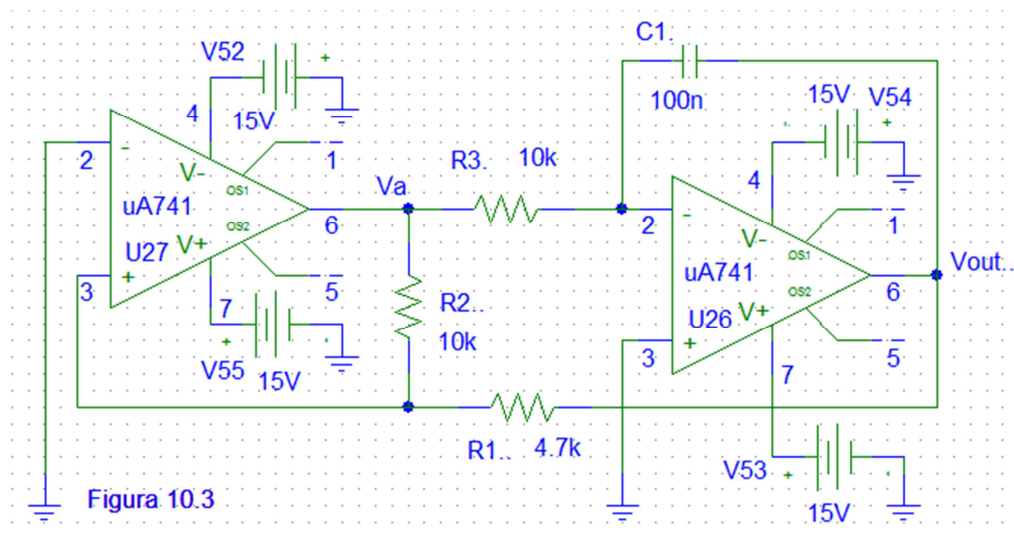 C1.
100n
V52
+
4
15V
2
-
V-
OS1
1
uA741
OS2
6
U27
V+
3
+
5
7
+
V55
15V
Va
R3.
10k
R2..
10k
R1..
4.7k
15V
V54
+
4
2
-
V-
OS1
1
uA741
OS2
6
Vout..
U26
V+
3
+
5
7
V53
+
15V
Figura 10.3